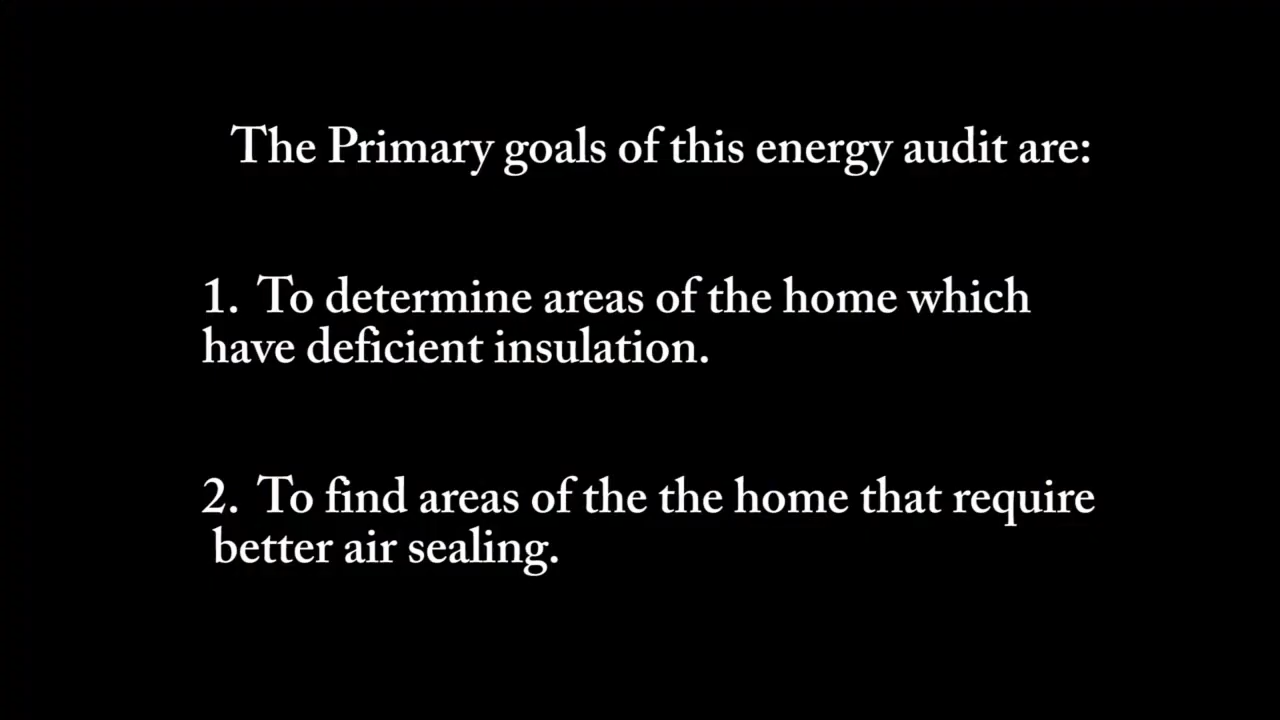 The Primary goals of this energy audit are:
1. To determine areas of the home which
have deficient insulation.
2. To find areas of the the home that require
better air sealing.